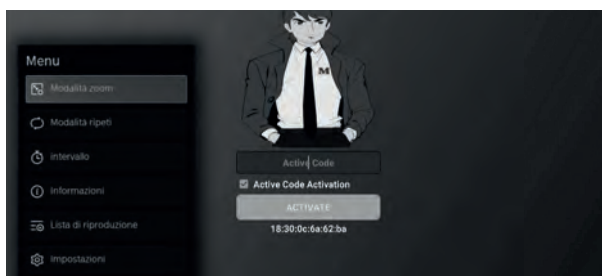 Menu
Modalità zoom
Modalità ripeti
intervallo
Informazioni
Lista di riproduzione
Impostazioni
M
Active Code
Active Code Activation
ACTIVATE
18:30:0c:6a:62:ba